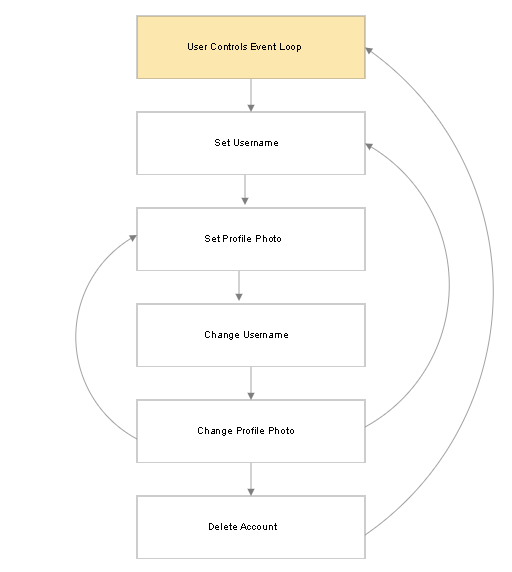 User Controls Event Loop
Set Username
Set Profile Photo
Change Username
Change Profile Photo
Delete Account